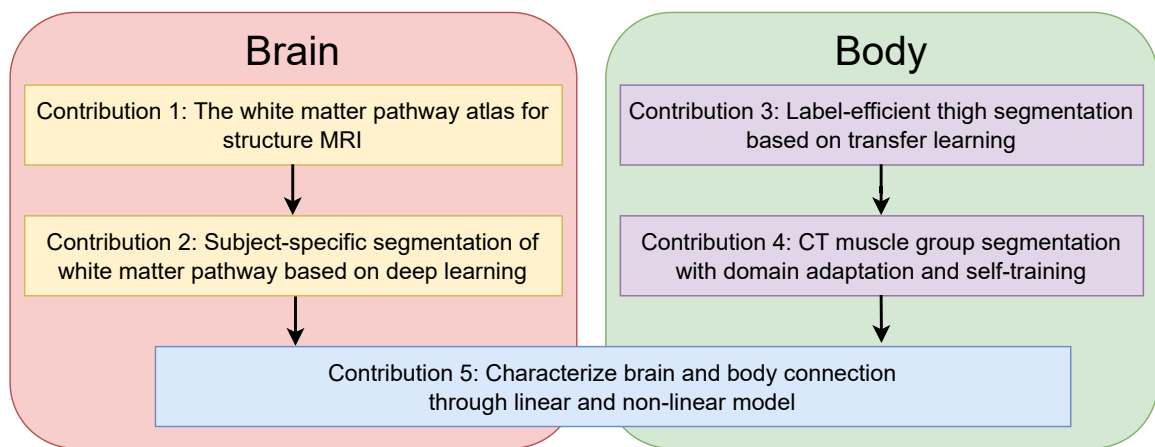 Brain
Contribution 1: The white matter pathway atlas for
structure MRI
Contribution 2: Subject-specific segmentation of
white matter pathway based on deep learning
Body
Contribution 3: Label-efficient thigh segmentation
based on transfer learning
Contribution 4: CT muscle group segmentation
with domain adaptation and self-training
Contribution 5: Characterize brain and body connection
through linear and non-linear model